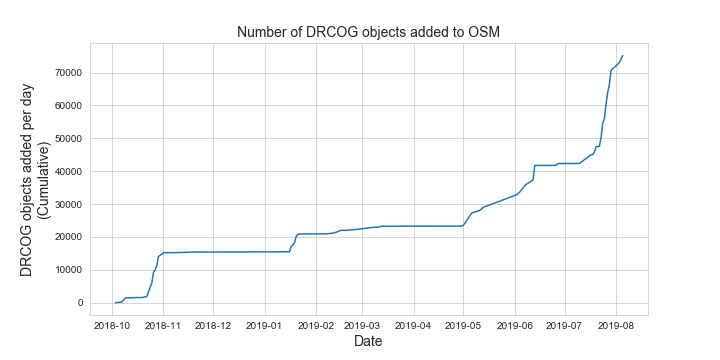 Number of DRCOG objects added to OSM
DRCOG objects added per day
(Cumulative)
70000
60000
50000
40000
30000
20000
10000
0
2018-10 2018-11 2018-12 2019-01 2019-02 2019-03 2019-04 2019-05 2019-06 2019-07 2019-08
Date